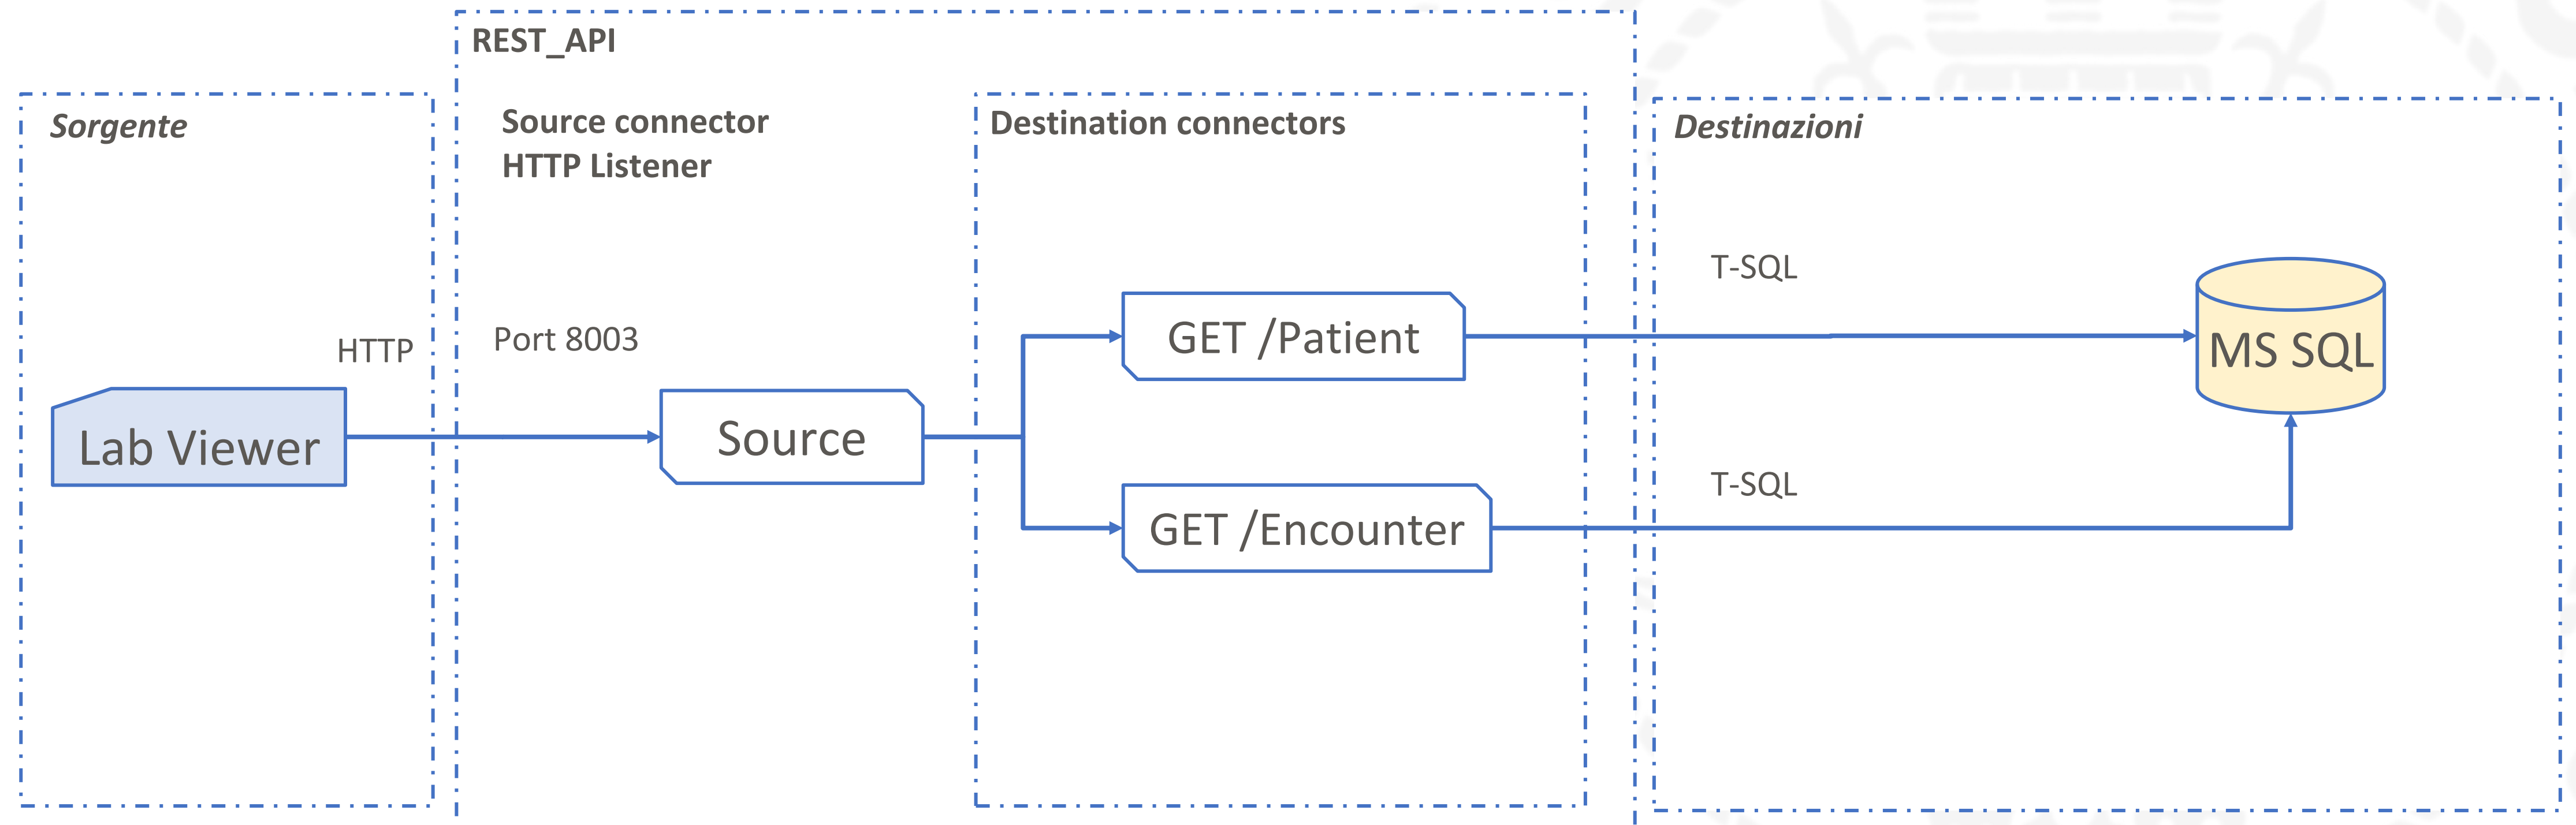 REST_API
Sorgente
Source connector
HTTP Listener
Destination connectors
Destinazioni
HTTP
Port 8003
Lab Viewer
Source
GET /Patient
GET /Encounter
T-SQL
T-SQL
MS SQL